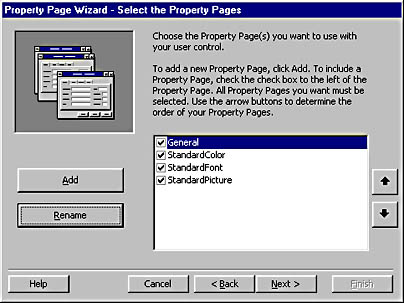 Property Page Wizard - Select the Property Pages
Choose the Property Page(s) you want to use with
your user control.
To add a new Property Page, click Add. To include a
Property Page, check the check box to the left of the
Property Page. All Property Pages you want must be
selected. Use the arrow buttons to determine the
order of your Property Pages.
General
StandardColor
StandardFont
StandardPicture
Add
Rename
Help
Cancel
< Back
Next >
Finish